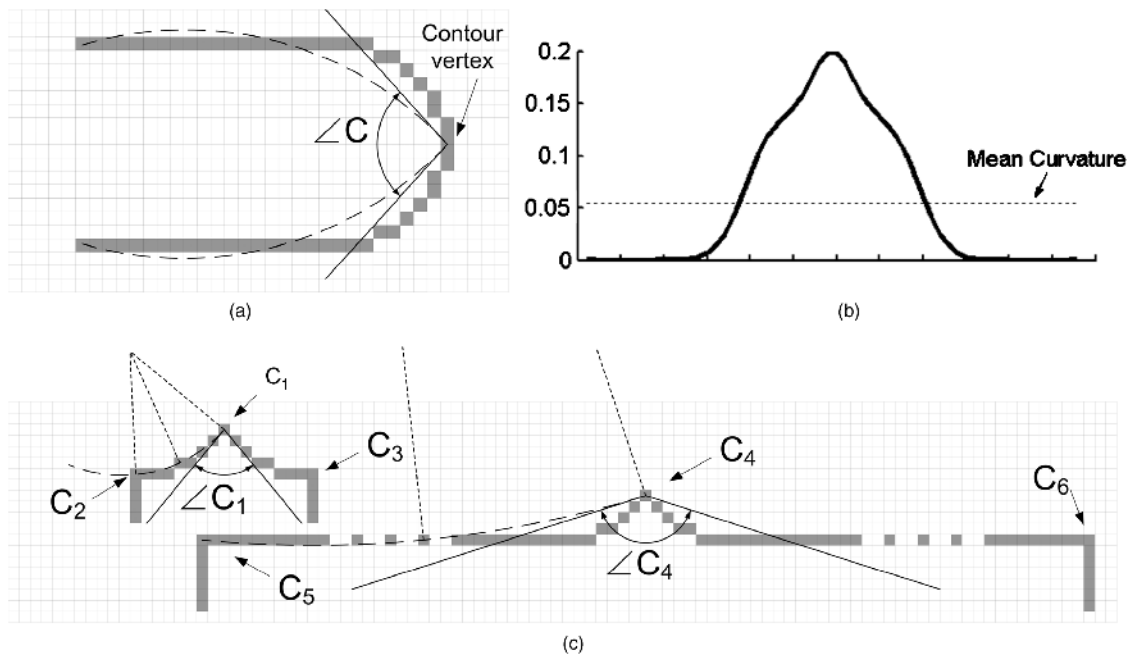 Contour
vertex
∠C
(a)
0.2
0.15
0.1
0.05
0
Mean Curvature
(b)
C₁
C₂
C₃
∠C₁
C₄
C₅
∠C₄
C₆
(c)